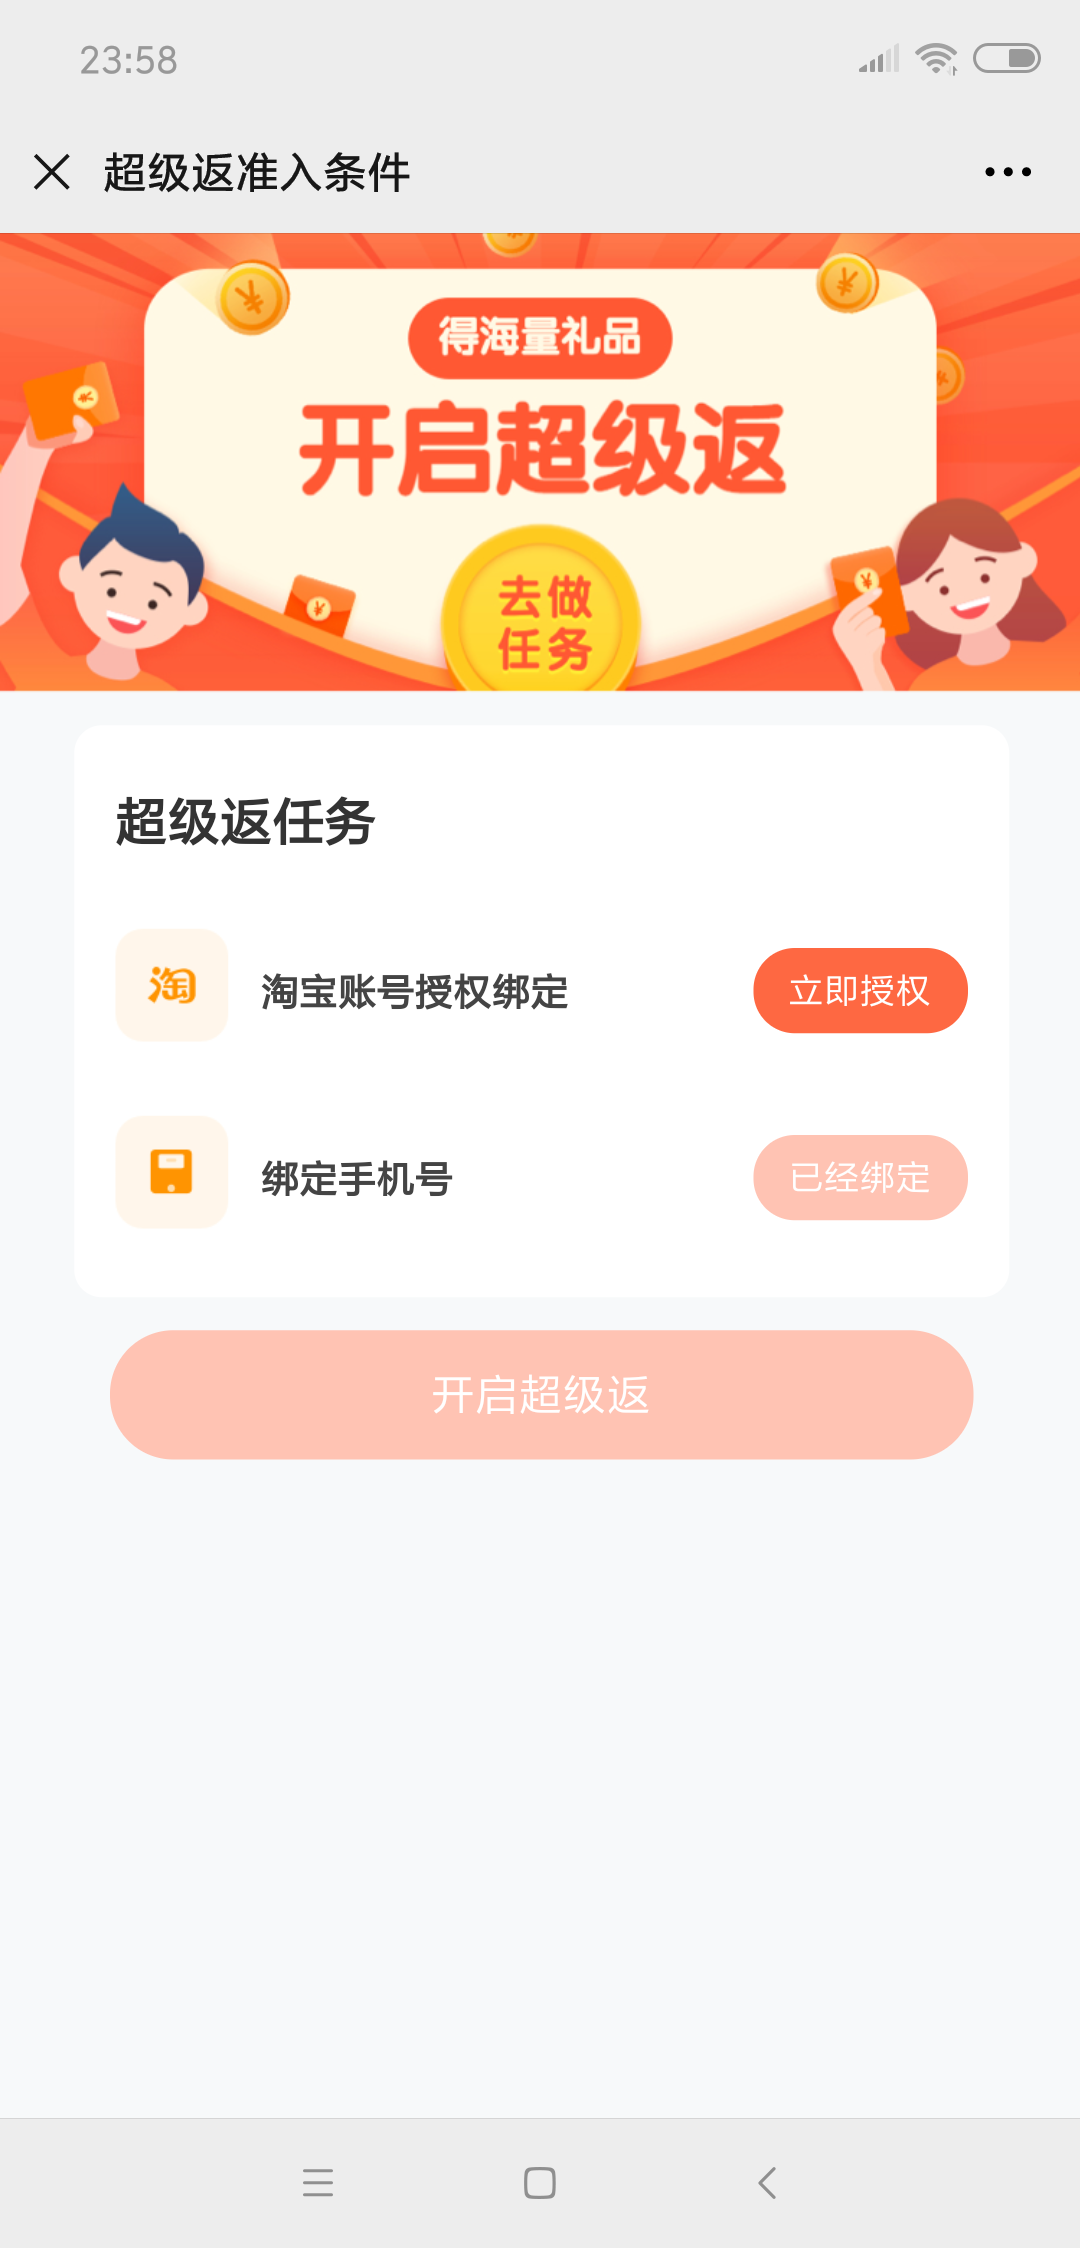 23:58
超级返准入条件
得海量礼品
开启超级返
去做
任务
超级返任务
淘
淘宝账号授权绑定
立即授权
绑定手机号
已经绑定
开启超级返